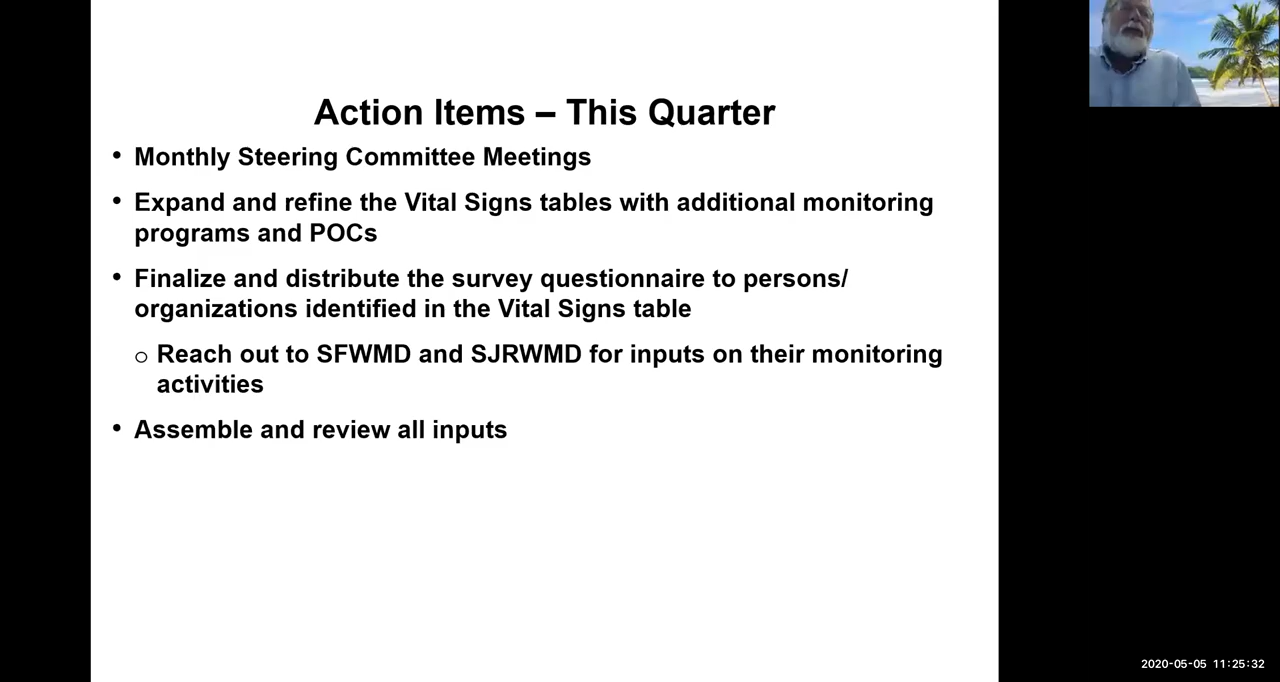 Action Items – This Quarter
• Monthly Steering Committee Meetings
• Expand and refine the Vital Signs tables with additional monitoring
programs and POCs
• Finalize and distribute the survey questionnaire to persons/
organizations identified in the Vital Signs table
o Reach out to SFWMD and SJRWMD for inputs on their monitoring
activities
• Assemble and review all inputs
2020-05-05 11:25:32